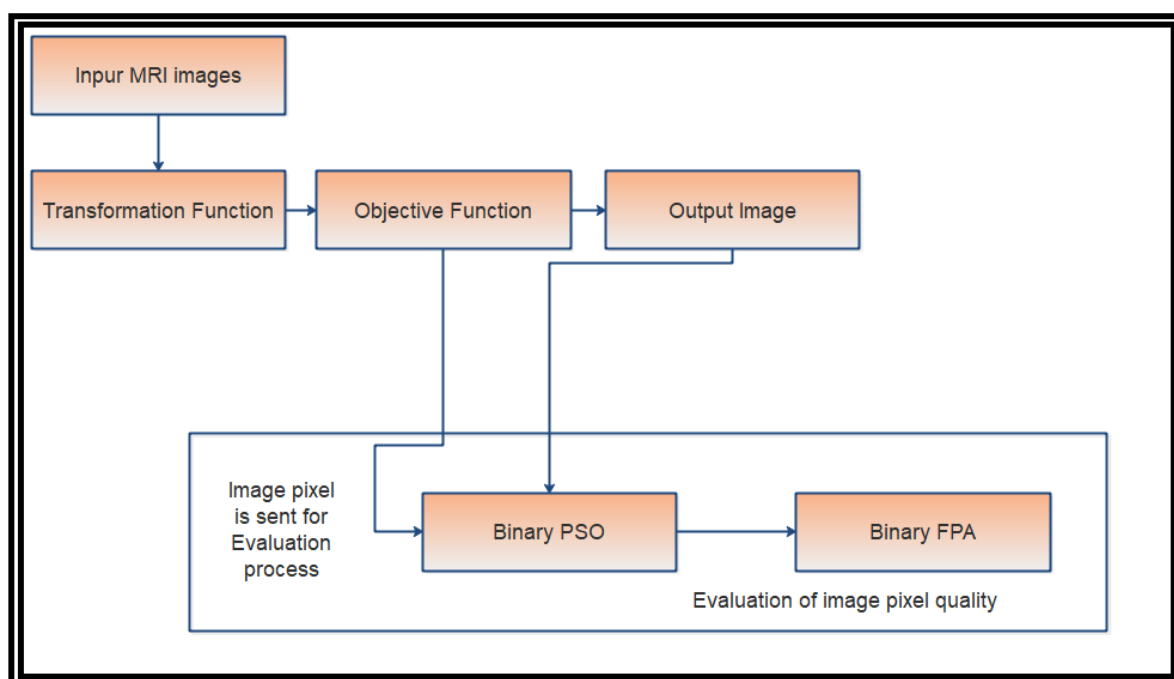 Inpur MRI images
Transformation Function
Objective Function
Output Image
Image pixel
is sent for
Evaluation
process
Binary PSO
Binary FPA
Evaluation of image pixel quality